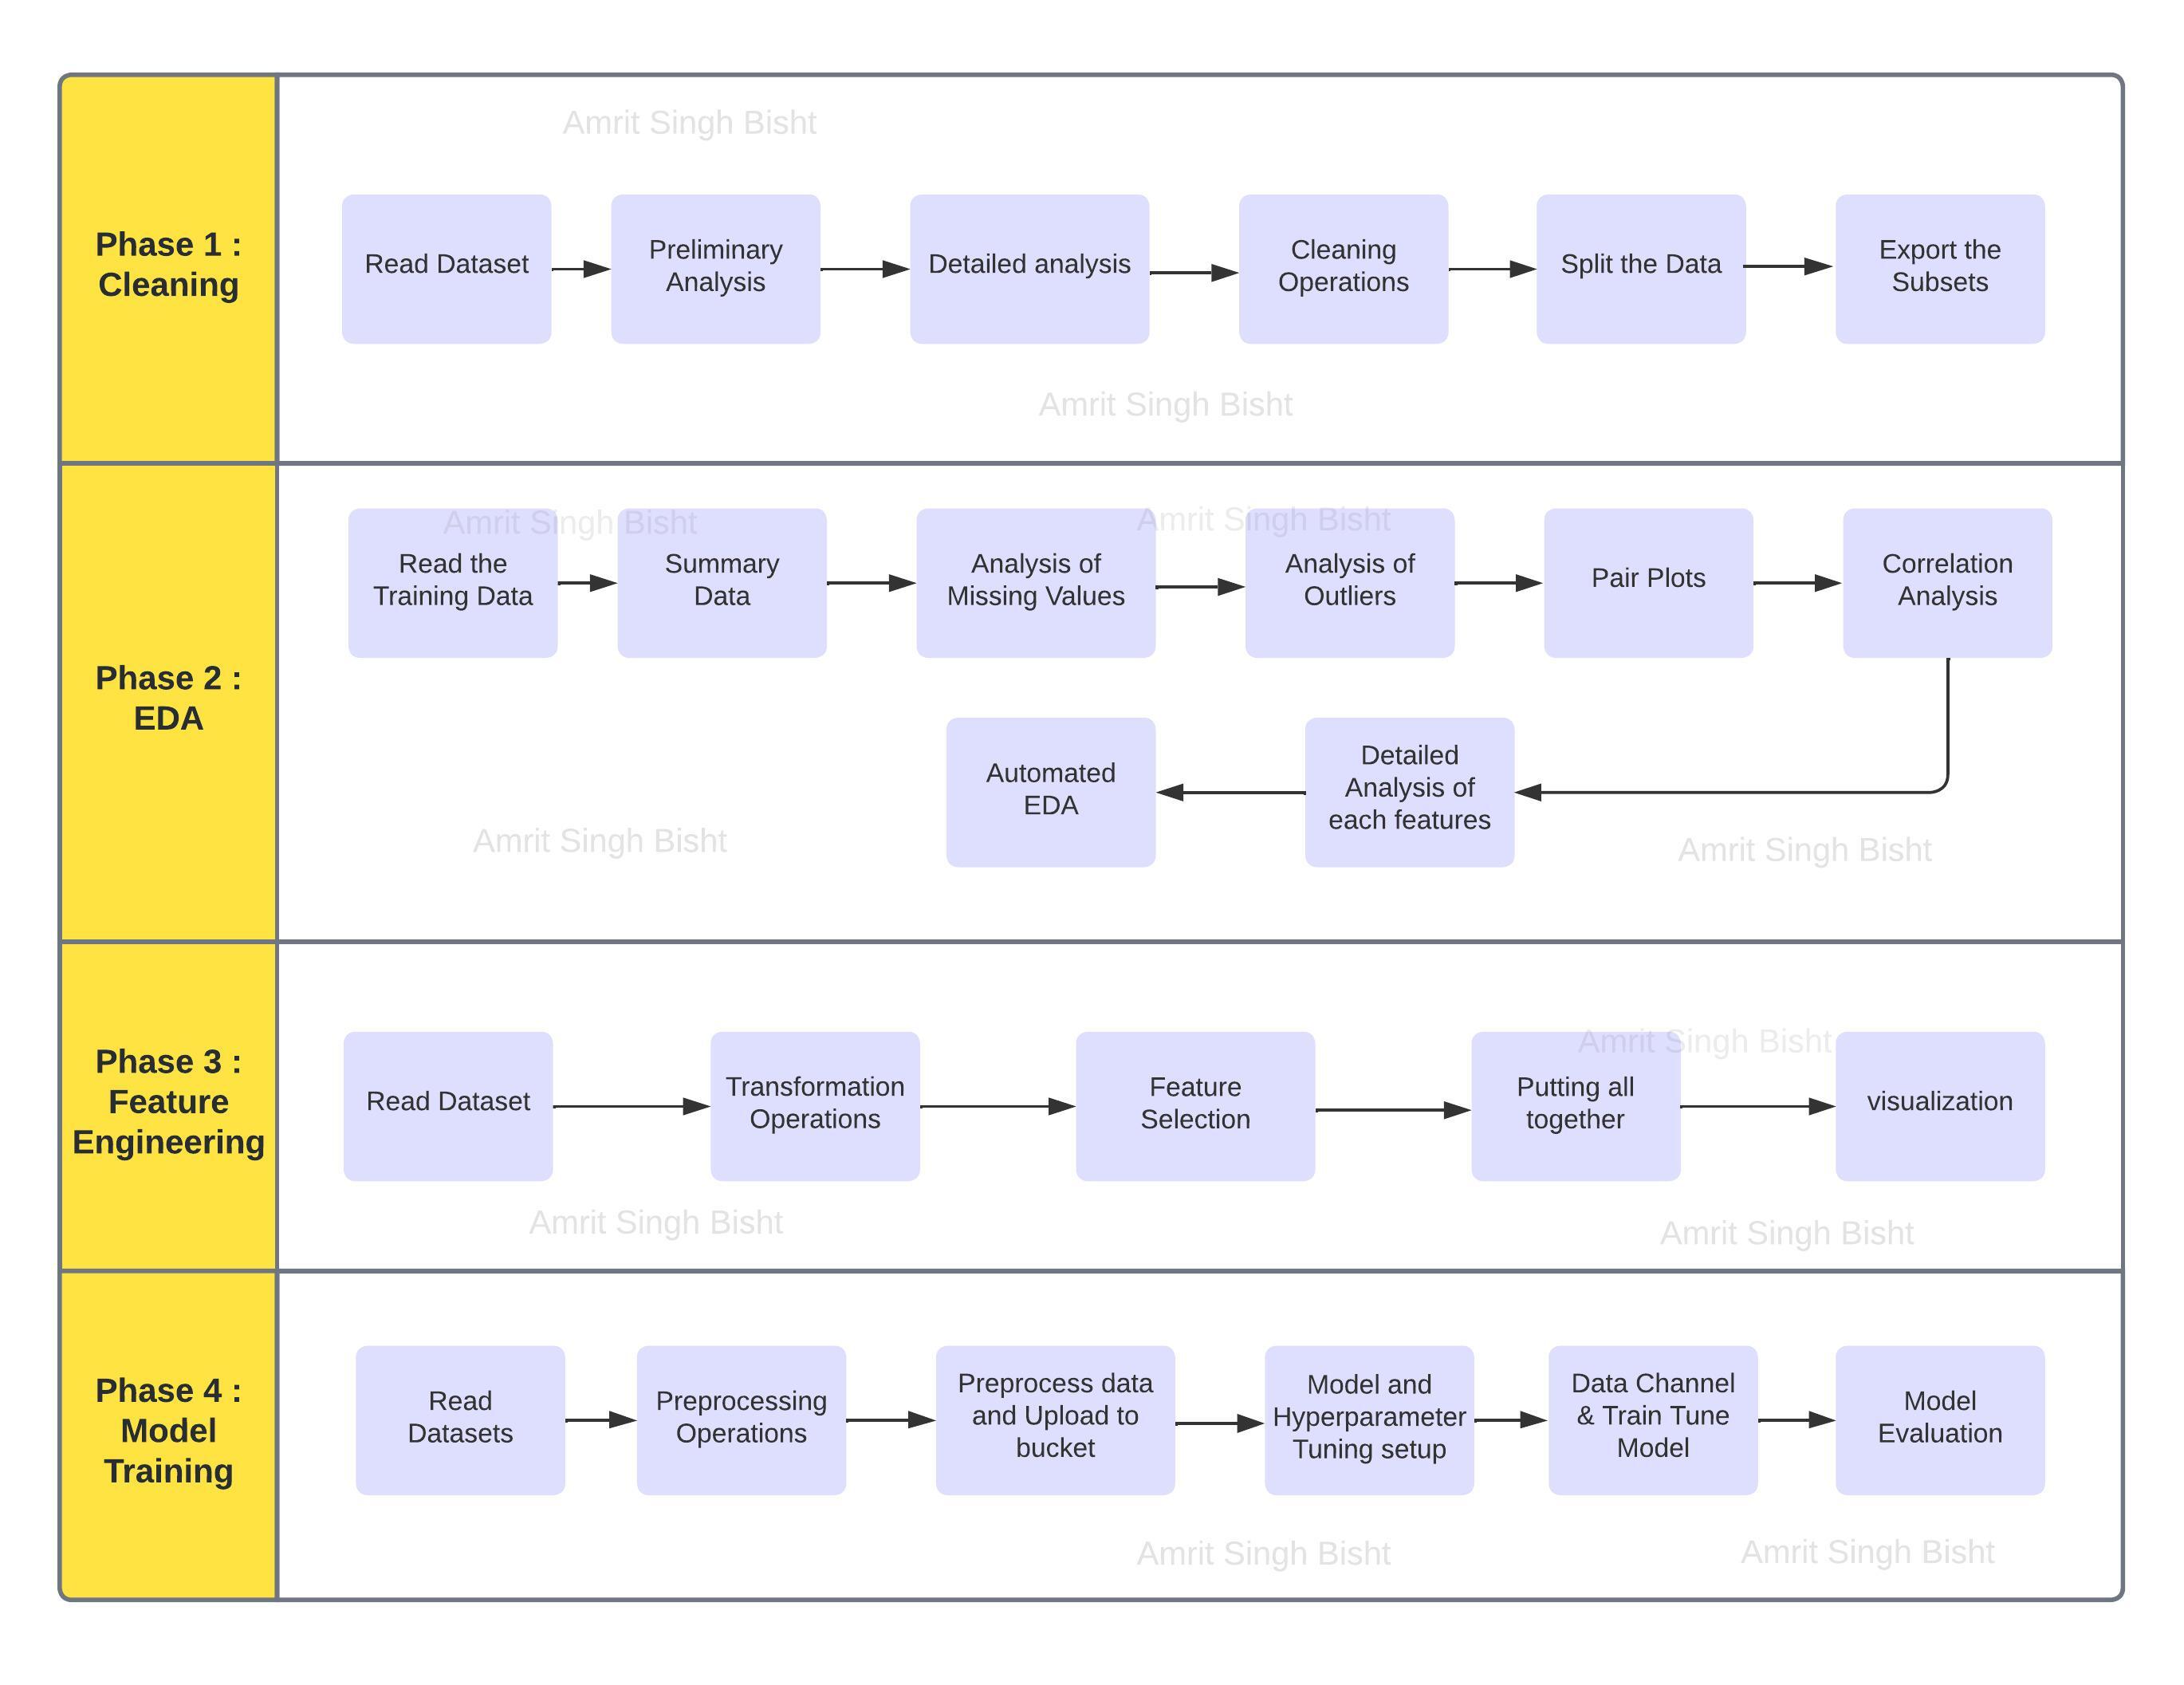 Amrit Singh Bisht
Phase 1 :
Cleaning
Read Dataset
Preliminary
Analysis
Detailed analysis
Cleaning
Operations
Split the Data
Export the
Subsets
Amrit Singh Bisht
Amrit Singh Bisht
Amrit Singh Bisht
Phase 2 :
EDA
Read the
Training Data
Summary
Data
Analysis of
Missing Values
Analysis of
Outliers
Pair Plots
Correlation
Analysis
Detailed
Analysis of
each features
Automated
EDA
Amrit Singh Bisht
Amrit Singh Bisht
Amrit Singh Bisht
Phase 3 :
Feature
Engineering
Read Dataset
Transformation
Operations
Feature
Selection
Putting all
together
visualization
Amrit Singh Bisht
Amrit Singh Bisht
Phase 4 :
Model
Training
Read
Datasets
Preprocessing
Operations
Preprocess data
and Upload to
bucket
Model and
Hyperparameter
Tuning setup
Data Channel
& Train Tune
Model
Model
Evaluation
Amrit Singh Bisht
Amrit Singh Bisht